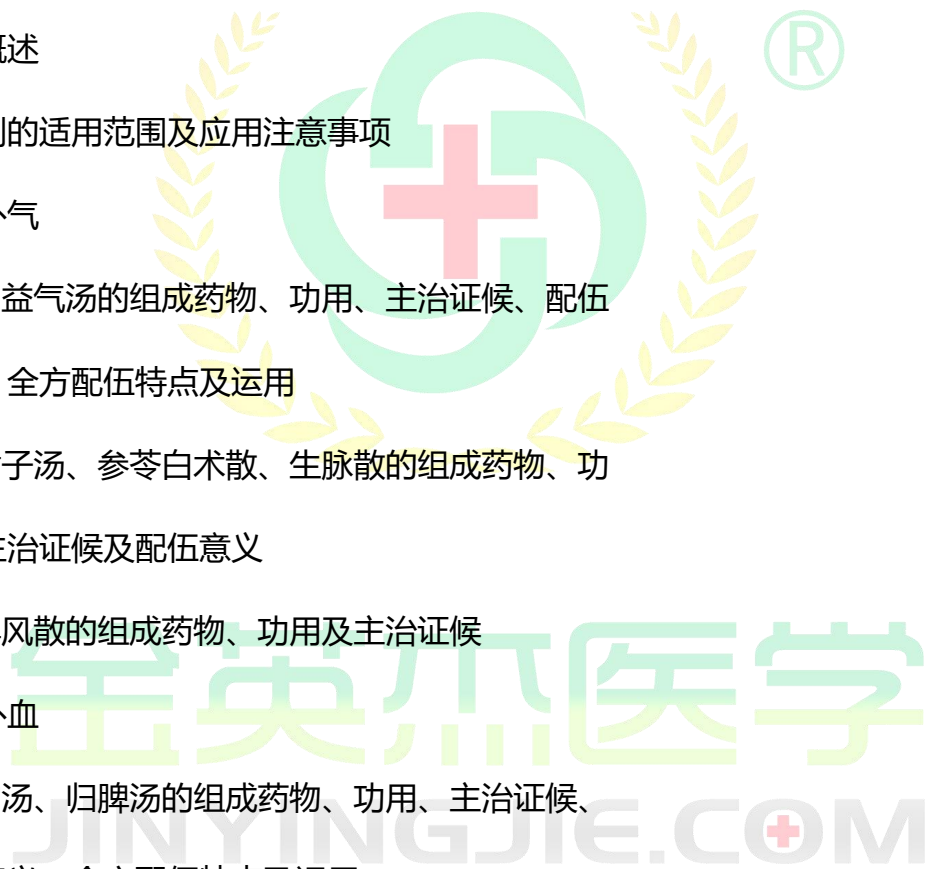 述
的适用范围及应用注意事项
气
益气汤的组成药物、功用、主治证候、配伍
全方配伍特点及运用
子汤、参苓白术散、生脉散的组成药物、功
治证候及配伍意义
风散的组成药物、功用及主治证候
血
汤、归脾汤的组成药物、功用、主治证候、
®
金英杰医学
JINYINGJIE.COM